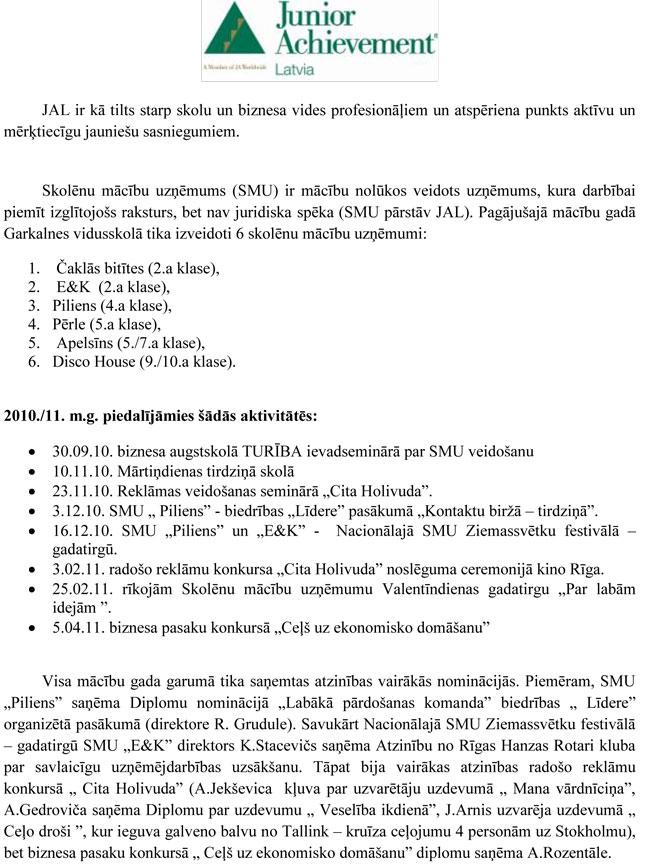 Junior
Achievement®
A Member of JA Worldwide
Latvia
JAL ir kā tilts starp skolu un biznesa vides profesionāļiem un atspēriena punkts aktīvu un
mērķtiecīgu jauniešu sasniegumiem.
Skolēnu mācību uzņēmums (SMU) ir mācību nolūkos veidots uzņēmums, kura darbībai
piemīt izglītojošs raksturs, bet nav juridiska spēka (SMU pārstāv JAL). Pagājušajā mācību gadā
Garkalnes vidusskolā tika izveidoti 6 skolēnu mācību uzņēmumi:
1. Čaklās bitītes (2.a klase),
2. E&K (2.a klase),
3. Piliens (4.a klase),
4. Pērle (5.a klase),
5. Apelsīns (5./7.a klase),
6. Disco House (9./10.a klase).
2010./11. m.g. piedalījāmies šādās aktivitātēs:
• 30.09.10. biznesa augstskolā TURĪBA ievadseminārā par SMU veidošanu
• 10.11.10. Mārtiņdienas tirdziņā skolā
• 23.11.10. Reklāmas veidošanas seminārā „Cita Holivuda”.
• 3.12.10. SMU „ Piliens” - biedrības „Līdere” pasākumā „Kontaktu biržā – tirdziņā”.
• 16.12.10. SMU „Piliens” un „E&K” - Nacionālajā SMU Ziemassvētku festivālā –
gadatirgū.
• 3.02.11. radošo reklāmu konkursa „Cita Holivuda” noslēguma ceremonijā kino Rīga.
• 25.02.11. rīkojām Skolēnu mācību uzņēmumu Valentīndienas gadatirgu „Par labām
idejām ”.
• 5.04.11. biznesa pasaku konkursā „Ceļš uz ekonomisko domāšanu”
Visa mācību gada garumā tika saņemtas atzinības vairākās nominācijās. Piemēram, SMU
„Piliens” saņēma Diplomu nominācijā „Labākā pārdošanas komanda” biedrības „ Līdere”
organizētā pasākumā (direktore R. Grudule). Savukārt Nacionālajā SMU Ziemassvētku festivālā
– gadatirgū SMU „E&K” direktors K.Stacevičs saņēma Atzinību no Rīgas Hanzas Rotari kluba
par savlaicīgu uzņēmējdarbības uzsākšanu. Tāpat bija vairākas atzinības radošo reklāmu
konkursā „ Cita Holivuda” (A.Jekševica kļuva par uzvarētāju uzdevumā „ Mana vārdnīciņa”,
A.Gedroviča saņēma Diplomu par uzdevumu „ Veselība ikdienā”, J.Arnis uzvarēja uzdevumā „
Ceļo droši ”, kur ieguva galveno balvu no Tallink – kruīza ceļojumu 4 personām uz Stokholmu),
bet biznesa pasaku konkursā „ Ceļš uz ekonomisko domāšanu” diplomu saņēma A.Rozentāle.